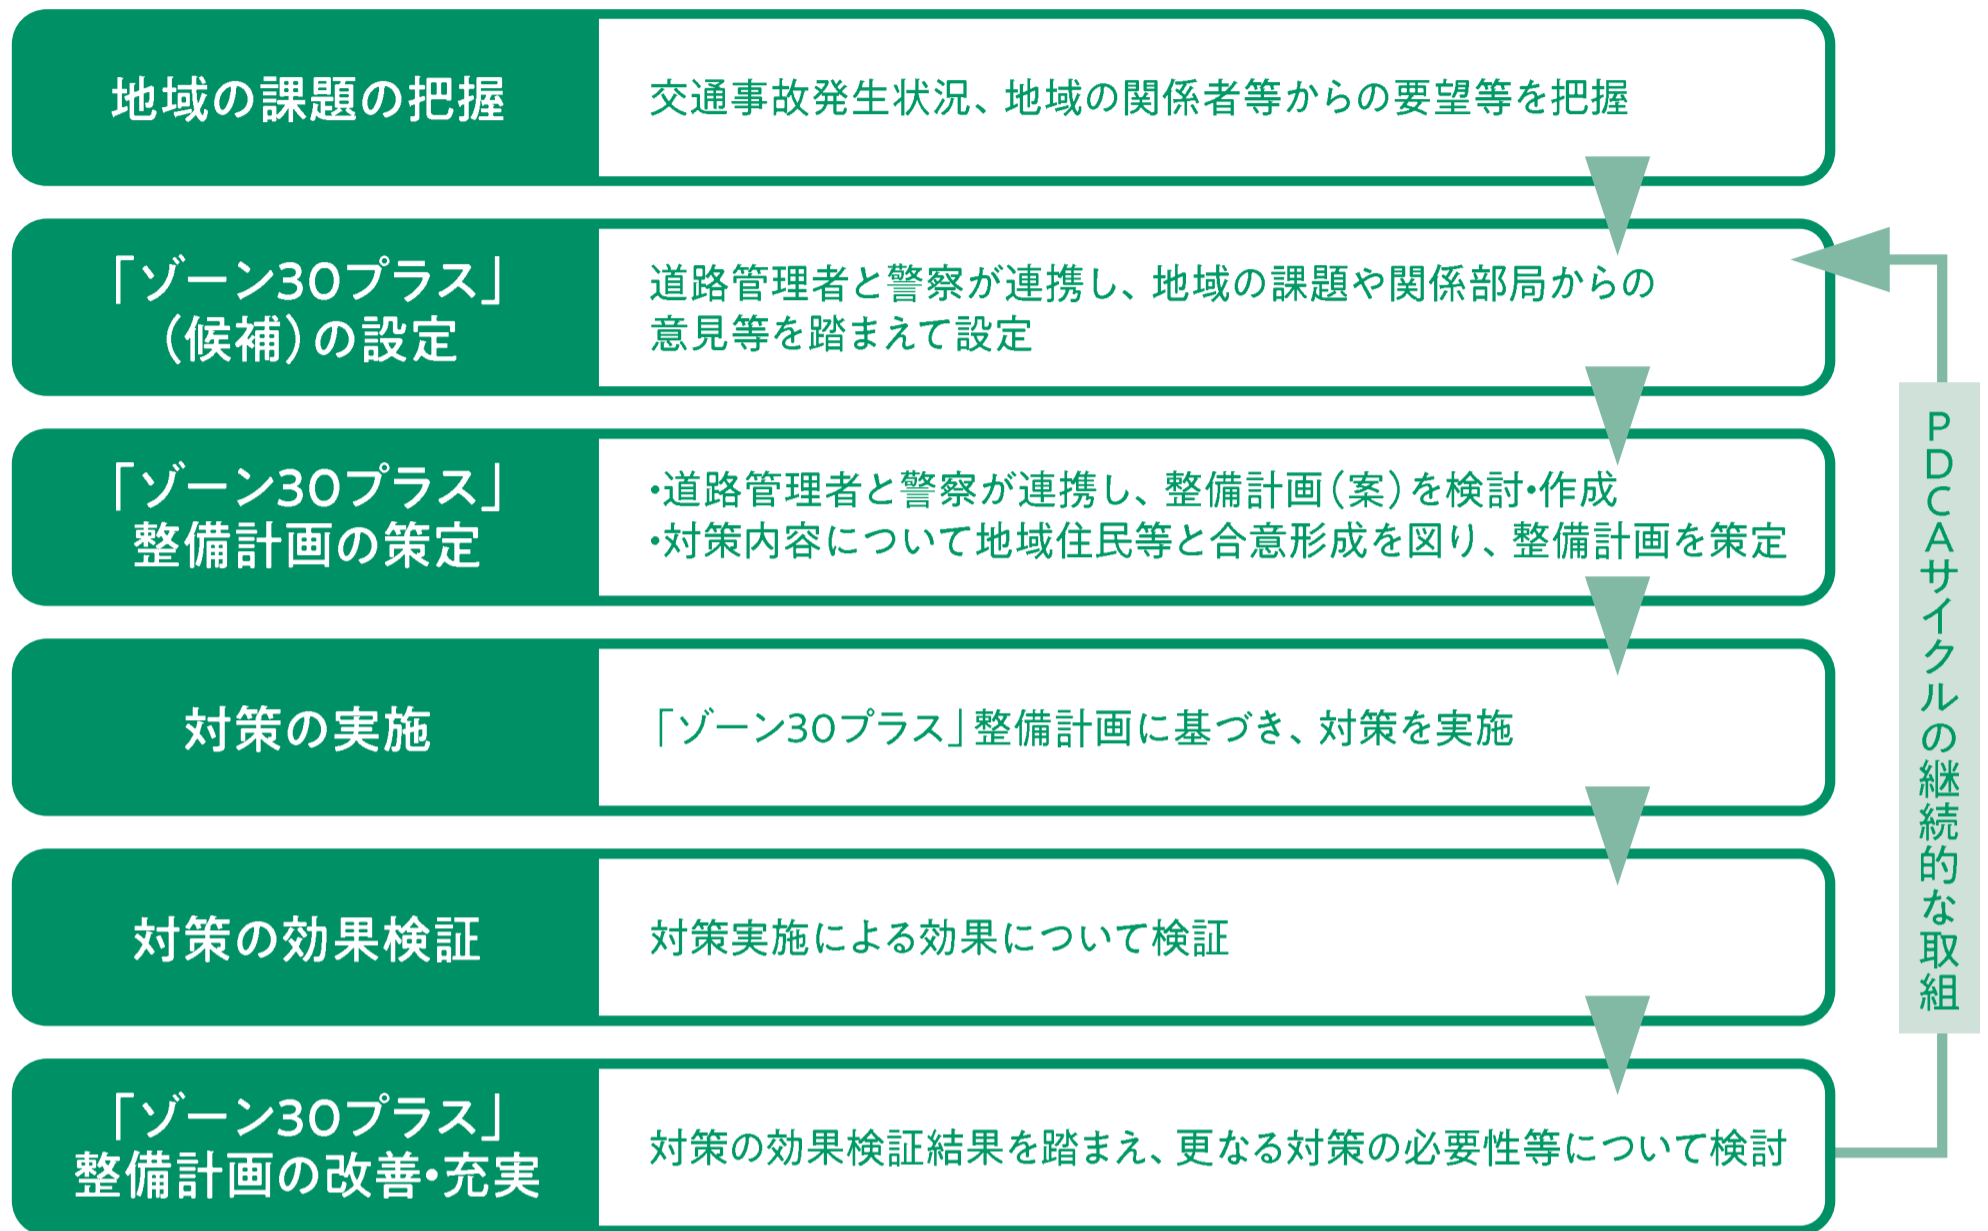 地域の課題の把握
交通事故発生状況、地域の関係者等からの要望等を把握
「ゾーン30プラス」
(候補)の設定
道路管理者と警察が連携し、地域の課題や関係部局からの
意見等を踏まえて設定
「ゾーン30プラス」
整備計画の策定
・道路管理者と警察が連携し、整備計画(案)を検討・作成
・対策内容について地域住民等と合意形成を図り、整備計画を策定
対策の実施
「ゾーン30プラス」整備計画に基づき、対策を実施
対策の効果検証
対策実施による効果について検証
「ゾーン30プラス」
整備計画の改善・充実
対策の効果検証結果を踏まえ、更なる対策の必要性等について検討
PDCAサイクルの継続的な取組